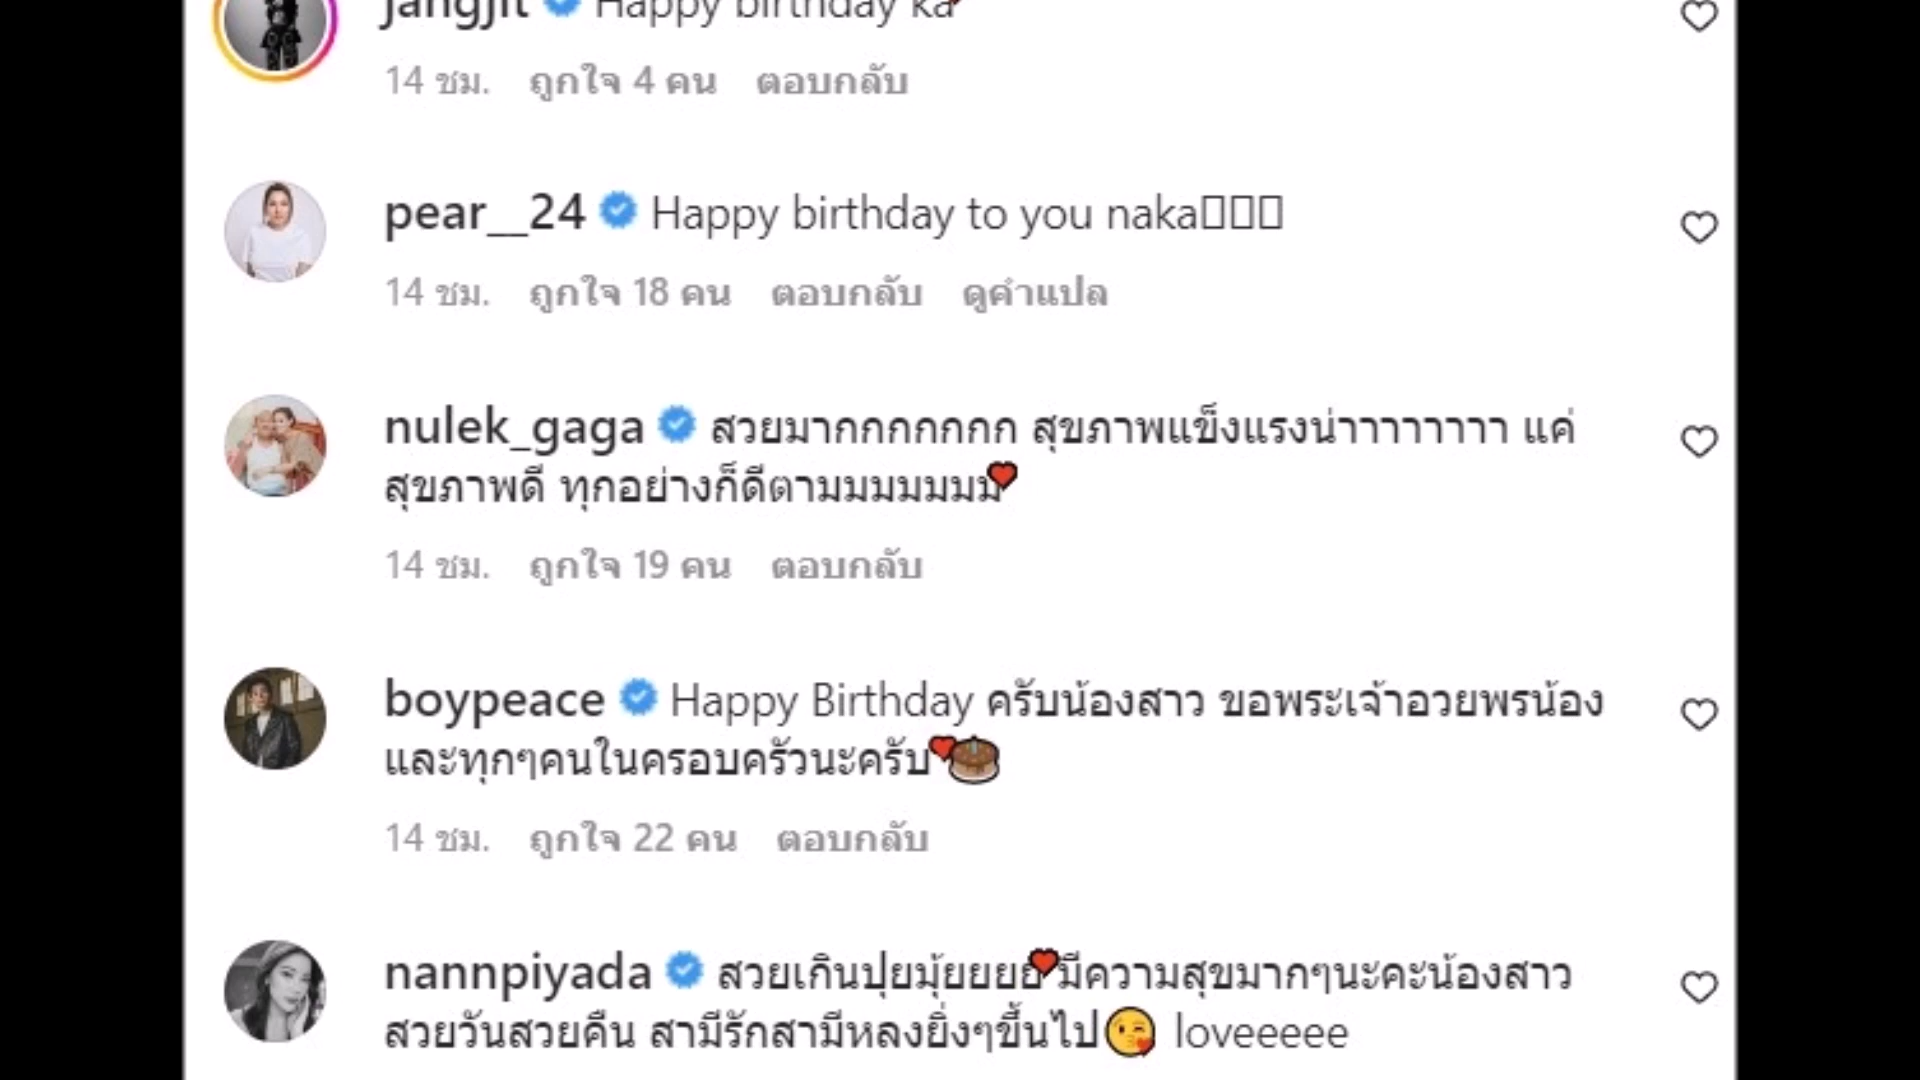 jangjit Happy birthday ka
14 ชม. ถูกใจ 4 คน ตอบกลับ
pear__24 Happy birthday to you naka
14 ชม. ถูกใจ 18 คน ตอบกลับ ดูคำแปล
nulek_gaga สวยมากกกกกกก สุขภาพแข็งแรงน่าาาาาาาา แค่
สุขภาพดี ทุกอย่างก็ดีตามมมมมมม❤
14 ชม. ถูกใจ 19 คน ตอบกลับ
boypeace Happy Birthday ครับน้องสาว ขอพระเจ้าอวยพรน้อง
และทุกๆคนในครอบครัวนะครับ❤🎂
14 ชม. ถูกใจ 22 คน ตอบกลับ
nannpiyada สวยเกินปุยมุ้ยยยย❤มีความสุขมากๆนะคะน้องสาว
สวยวันสวยคืน สามีรักสามีหลงยิ่งๆขึ้นไป😘 loveeeee